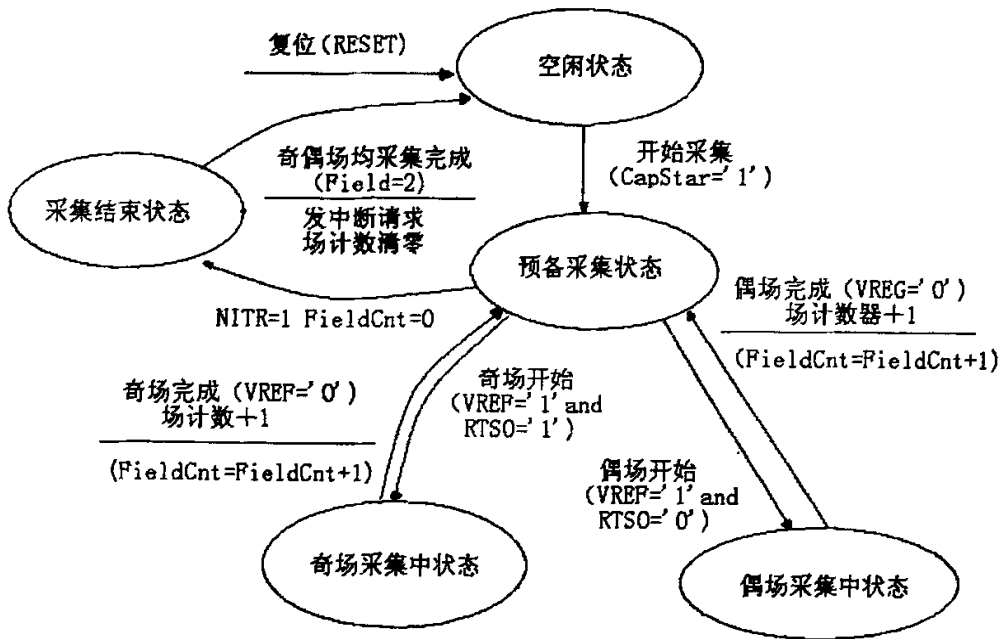 复位(RESET)
空闲状态
开始采集
(CapStar='1')
奇偶场均采集完成
(Field=2)
发中断请求
场计数清零
采集结束状态
预备采集状态
NITR=1 FieldCnt=0
偶场完成(VREG='0')
场计数器+1
(FieldCnt=FieldCnt+1)
奇场完成(VREF='0')
场计数+1
(FieldCnt=FieldCnt+1)
奇场开始
(VREF='1'and
RTSO='1')
偶场开始
(VREF='1'and
RTSO='0')
奇场采集中状态
偶场采集中状态